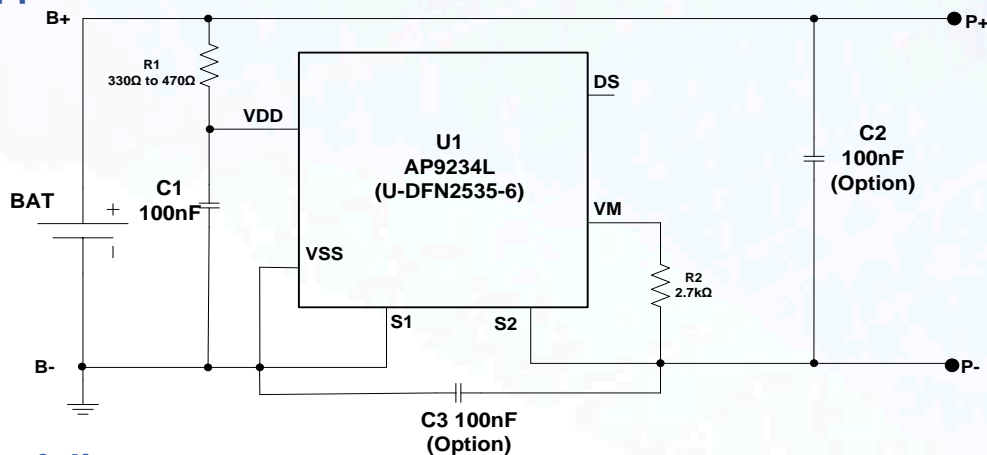 B+
P+
R1
330Ω to 470Ω
DS
VDD
U1
AP9234L
(U-DFN2535-6)
C2
100nF
(Option)
C1
100nF
BAT
+
VM
VSS
R2
2.7kΩ
S1
S2
B-
P-
C3 100nF
(Option)